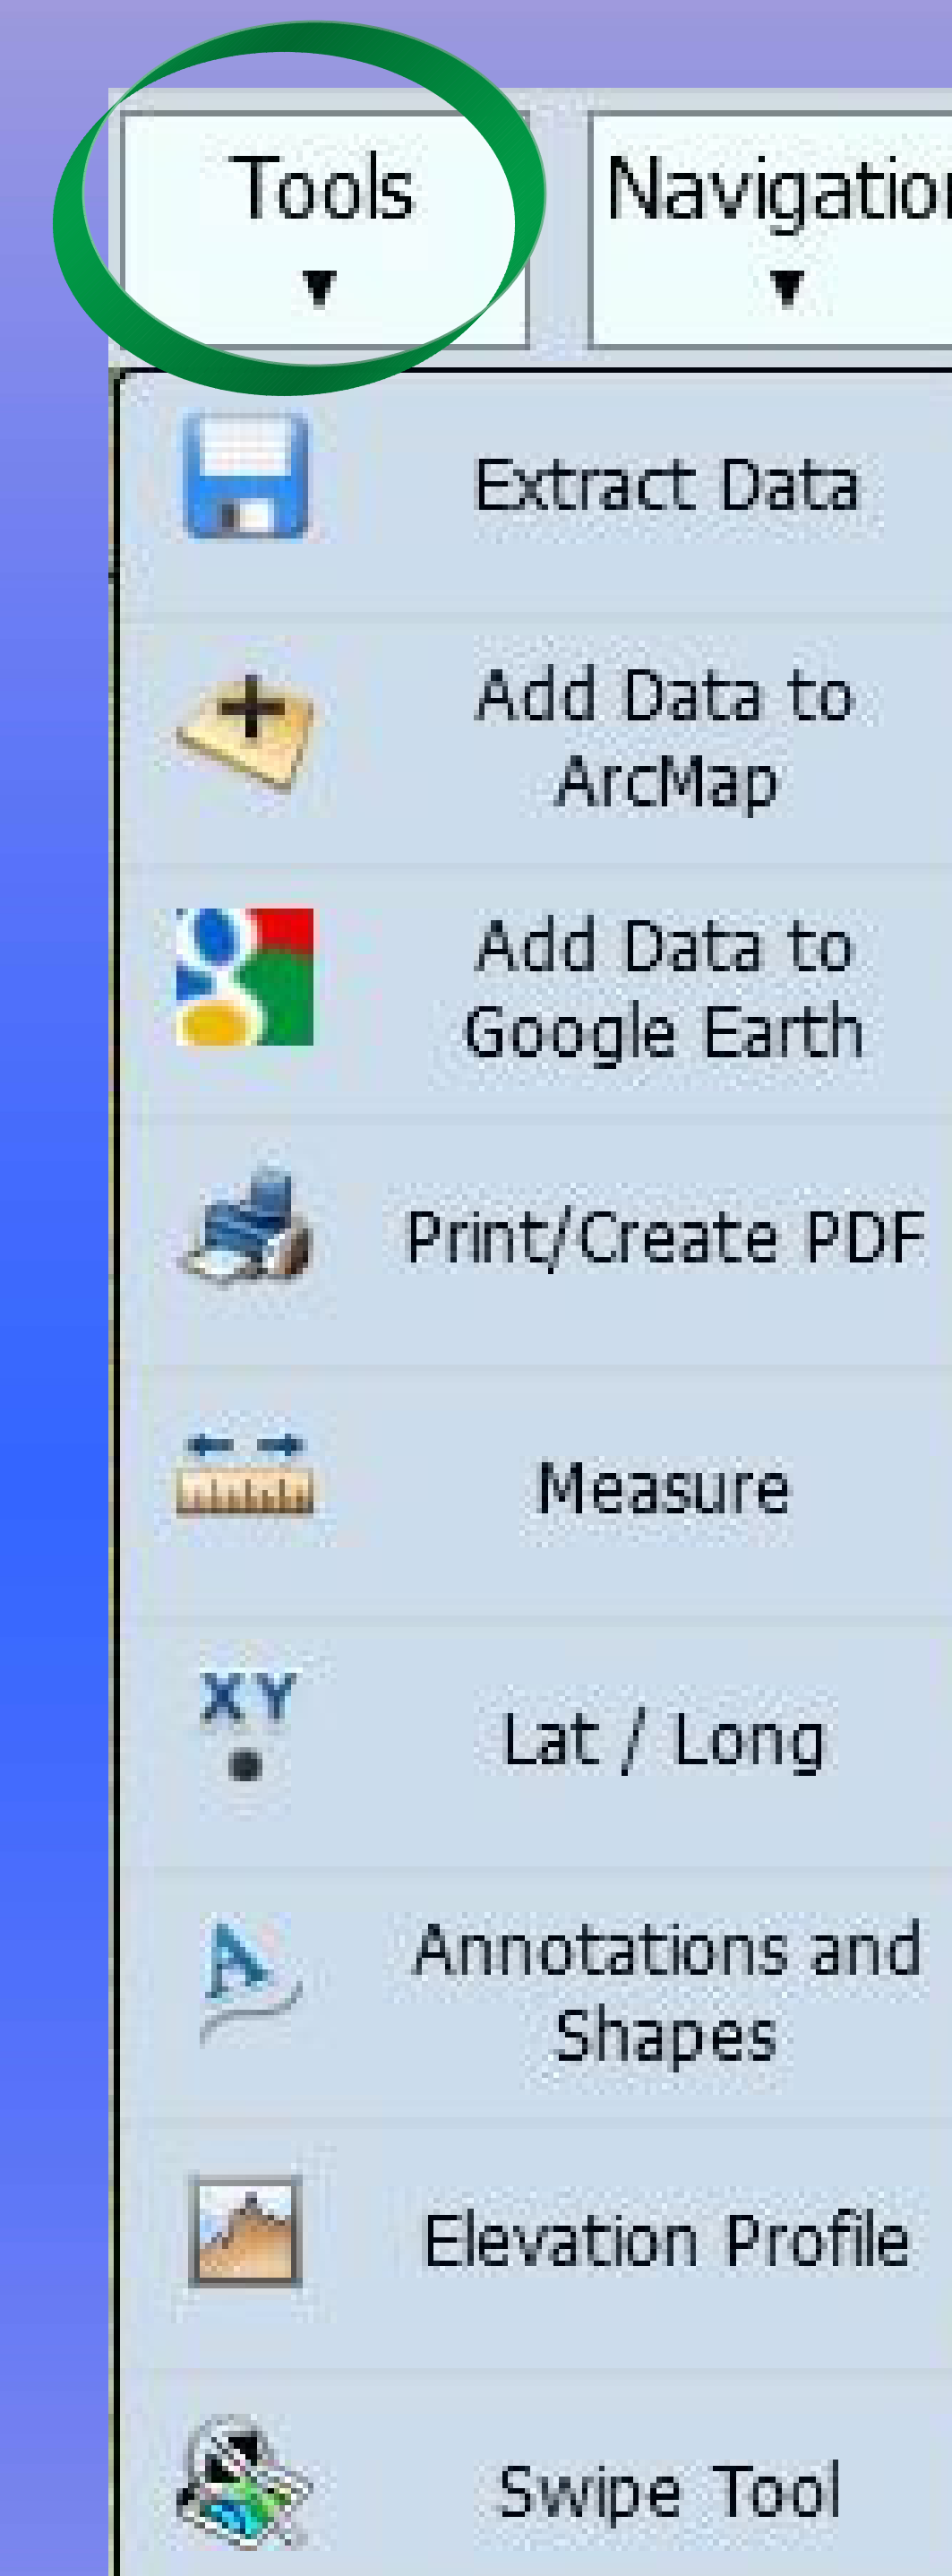 Tools
Navigatio
Extract Data
Add Data to
ArcMap
Add Data to
Google Earth
Print/Create PDF
Measure
XY
Lat / Long
A
Annotations and
Shapes
Elevation Profile
Swipe Tool